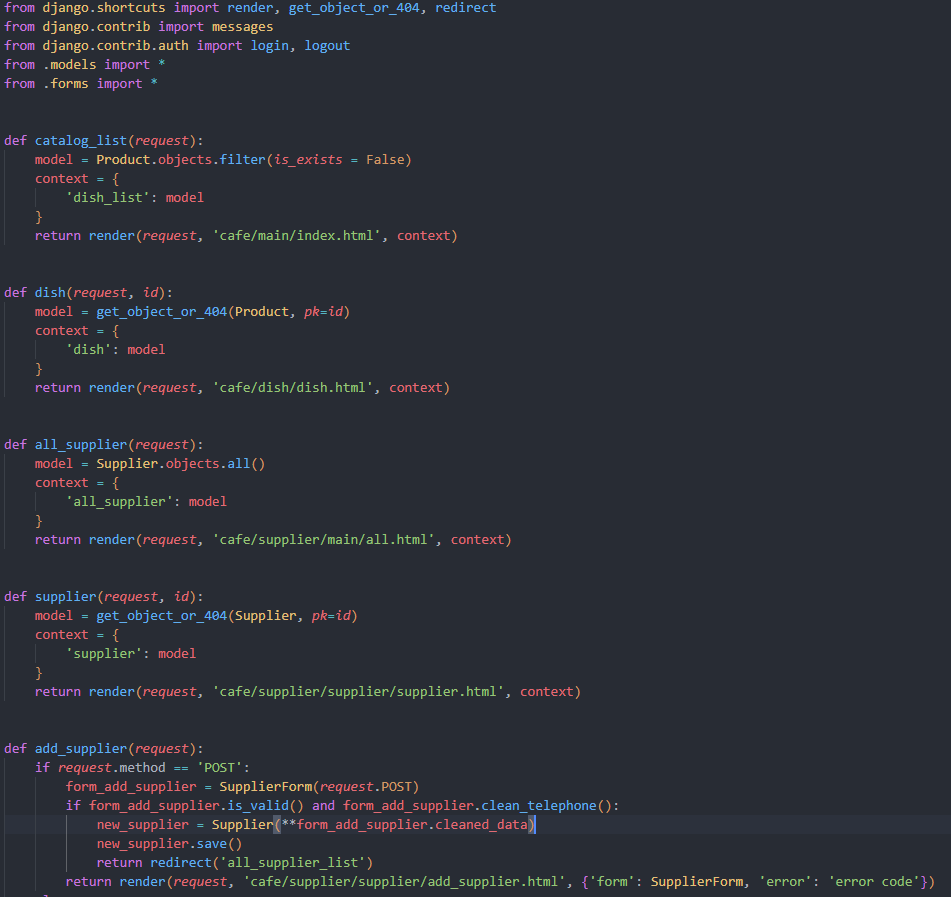 from django.shortcuts import render, get_object_or_404, redirect
from django.contrib import messages
from django.contrib.auth import login, logout
from .models import *
from .forms import *
def catalog_list(request):
    model = Product.objects.filter(is_exists = False)
    context = {
        'dish_list': model
    }
    return render(request, 'cafe/main/index.html', context)
def dish(request, id):
    model = get_object_or_404(Product, pk=id)
    context = {
        'dish': model
    }
    return render(request, 'cafe/dish/dish.html', context)
def all_supplier(request):
    model = Supplier.objects.all()
    context = {
        'all_supplier': model
    }
    return render(request, 'cafe/supplier/main/all.html', context)
def supplier(request, id):
    model = get_object_or_404(Supplier, pk=id)
    context = {
        'supplier': model
    }
    return render(request, 'cafe/supplier/supplier/supplier.html', context)
def add_supplier(request):
    if request.method == 'POST':
        form_add_supplier = SupplierForm(request.POST)
        if form_add_supplier.is_valid() and form_add_supplier.clean_telephone():
            new_supplier = Supplier(**form_add_supplier.cleaned_data)
            new_supplier.save()
            return redirect('all_supplier_list')
        return render(request, 'cafe/supplier/supplier/add_supplier.html', {'form': SupplierForm, 'error': 'error code'})